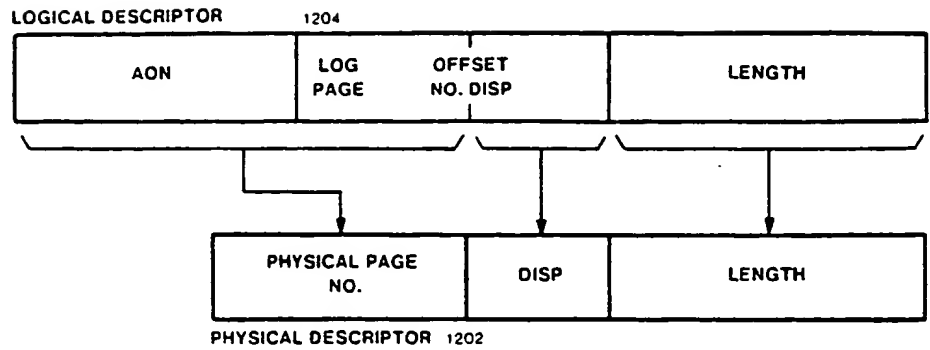 LOGICAL DESCRIPTOR 1204
AON
LOG PAGE
OFFSET NO. DISP
LENGTH
PHYSICAL PAGE NO.
DISP
LENGTH
PHYSICAL DESCRIPTOR 1202